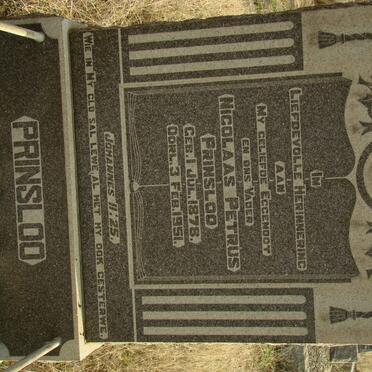 In
Liefdevolle Herinnering
aan
My geliefde Eggenoot
en ons Vader
Nicolaas Petrus
Prinsloo
Geb. 1 Jul. 1878,
Oorl. 3 Feb. 1951.
Johannes 11:25.
Wie in My glo sal lewe, al het hy ook gesterwe.
PRINSLOO